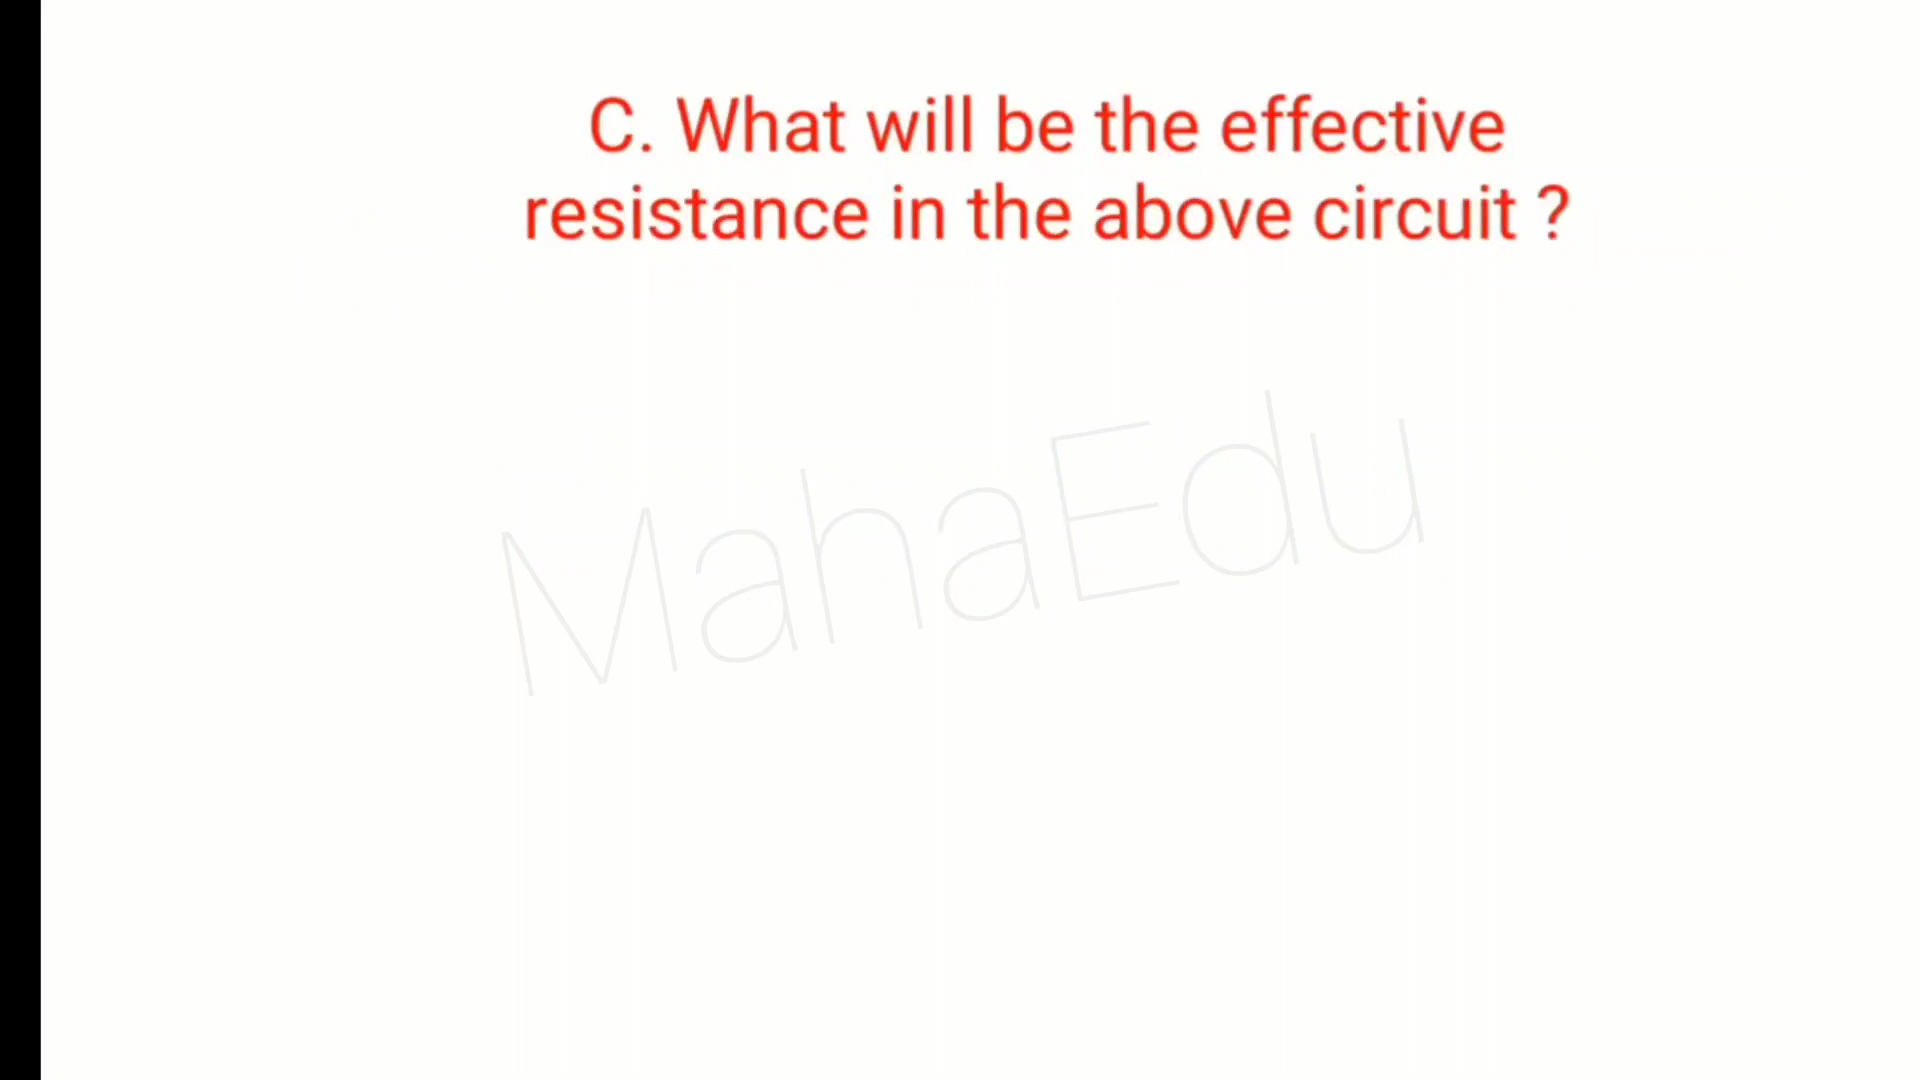 C. What will be the effective
resistance in the above circuit ?
MahaEdu